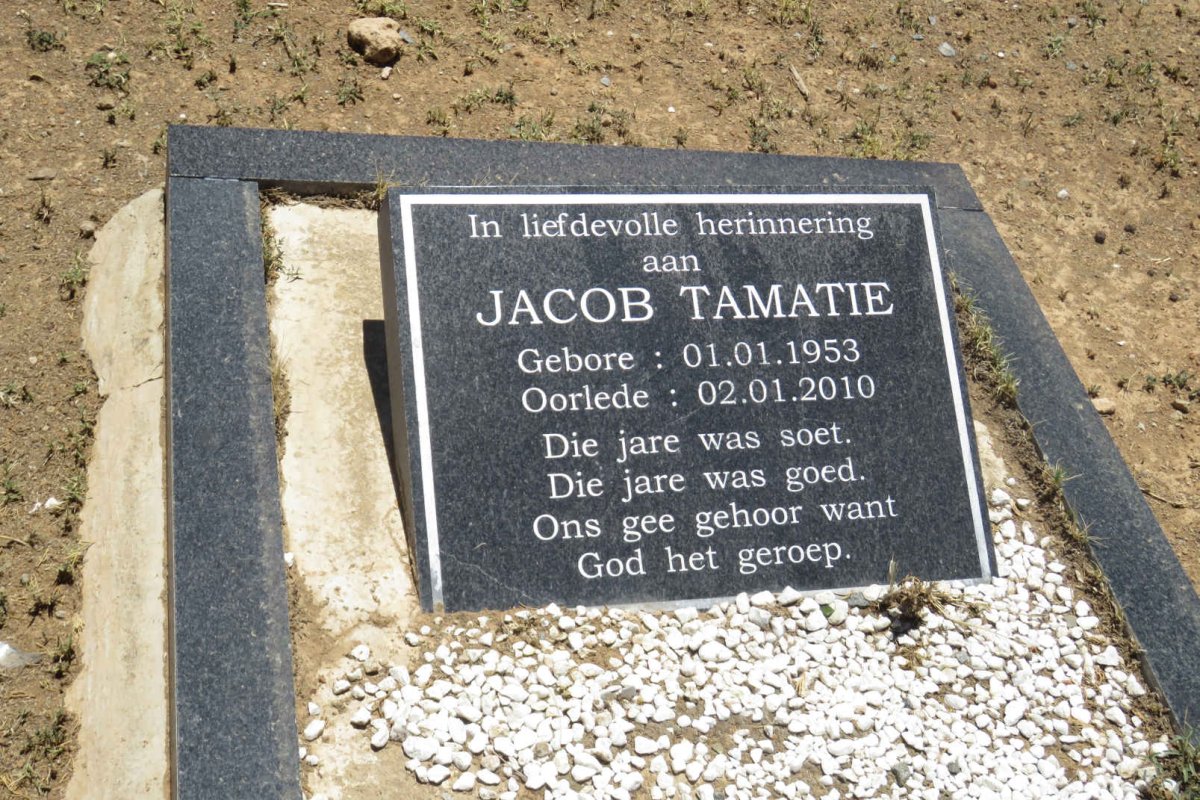 In liefdevolle herinnering
aan
JACOB TAMATIE
Gebore : 01.01.1953
Oorlede : 02.01.2010
Die jare was soet.
Die jare was goed.
Ons gee gehoor want
God het geroep.